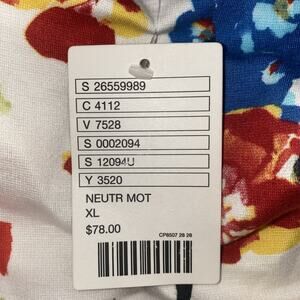 S 26559989
C 4112
V 7528
S 0002094
S 12094U
Y 3520
NEUTR MOT
XL
$78.00
CP8507 28 28